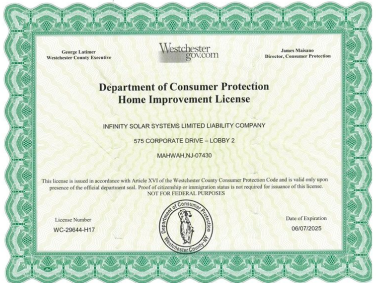 George Latimer
Westchester County Executive
Westchester
gov.com
James Maisano
Director, Consumer Protection
Department of Consumer Protection
Home Improvement License
INFINITY SOLAR SYSTEMS LIMITED LIABILITY COMPANY
575 CORPORATE DRIVE – LOBBY 2
MAHWAH,NJ-07430
This license is issued in accordance with Article XVI of the Westchester County Consumer Protection Code and is valid only upon
presence of the official department seal. Proof of citizenship or immigration status is not required for issuance of this license.
NOT FOR FEDERAL PURPOSES
Department of Consumer Protection
Westchester County NY
License Number
WC-29644-H17
Date of Expiration
06/07/2025